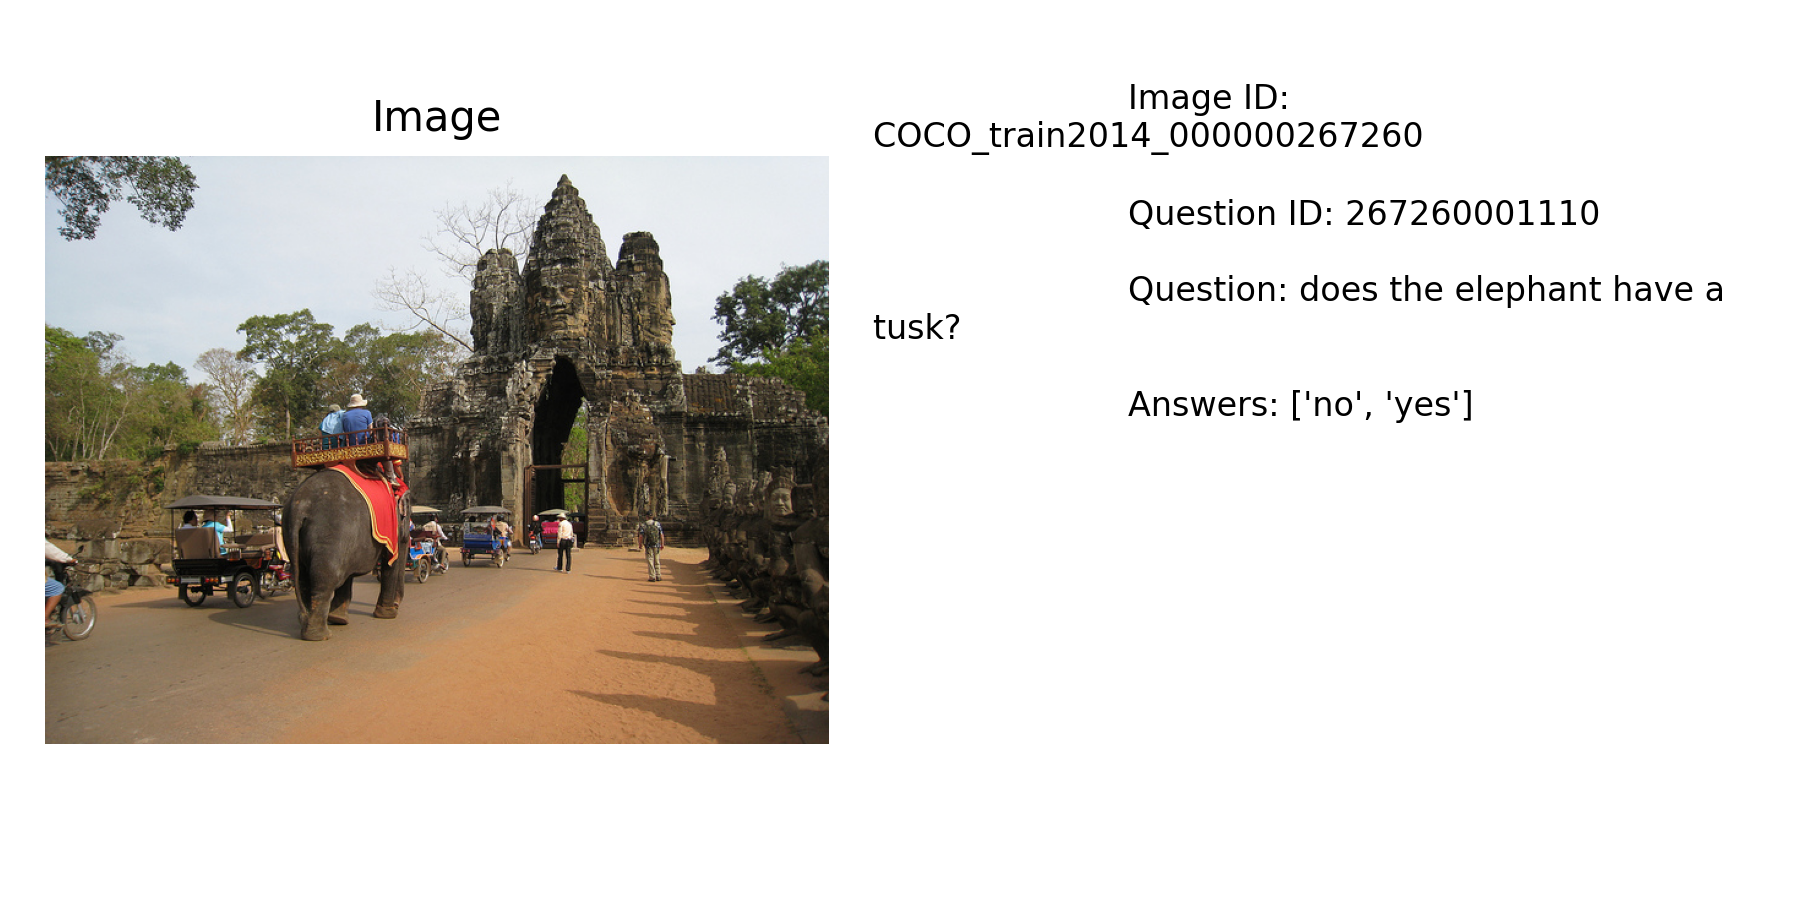 Image
Image ID:
COCO_train2014_000000267260
Question ID: 267260001110
Question: does the elephant have a
tusk?
Answers: ['no', 'yes']